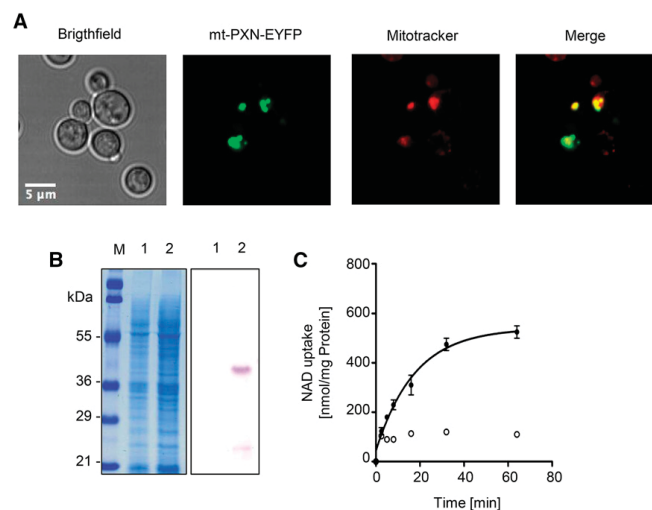 A
Brigthfield mt-PXN-EYFP Mitotracker Merge
5 µm
B
M 1 2 1 2
kDa
55 -
36 -
29 -
21 -
C
NAD uptake
[nmol/mg Protein]
800
600
400
200
0
0 20 40 60 80
Time [min]